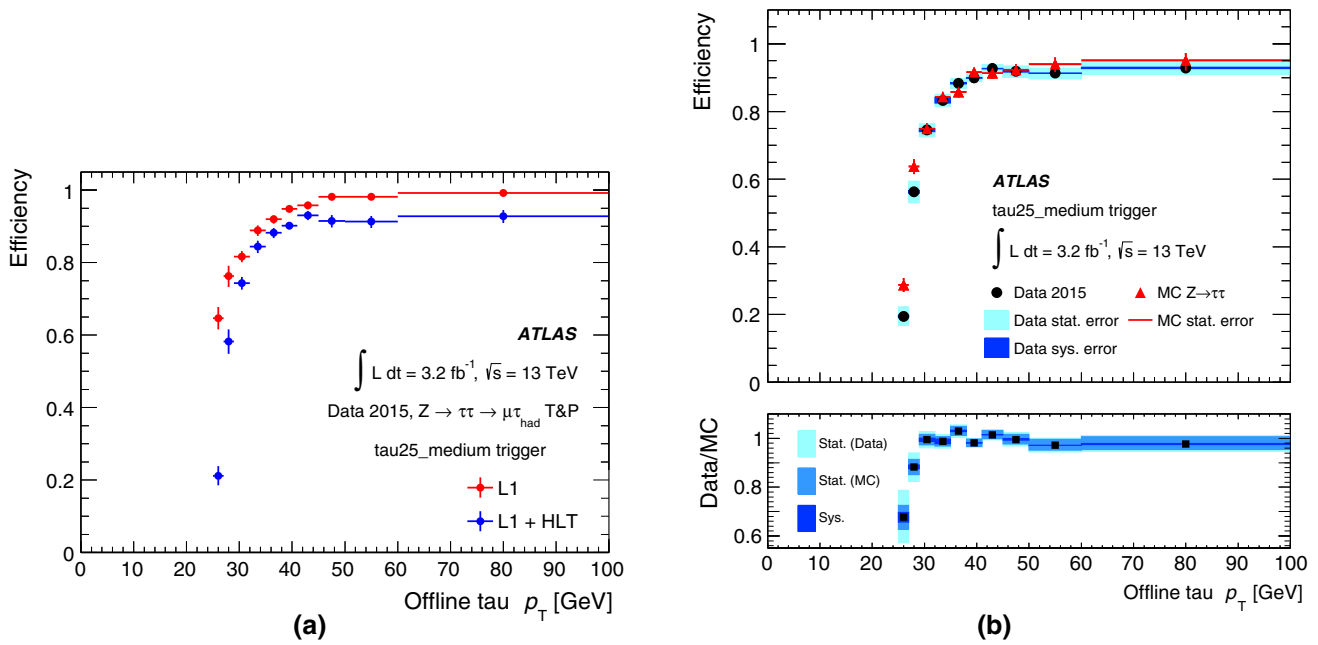 Efficiency
1
0.8
0.6
0.4
0.2
0
ATLAS
∫ L dt = 3.2 fb⁻¹, √s = 13 TeV
Data 2015, Z → ττ → μτ_had T&P
tau25_medium trigger
L1
L1 + HLT
0 10 20 30 40 50 60 70 80 90 100
Offline tau p_T [GeV]
(a)
Efficiency
1
0.8
0.6
0.4
0.2
0
ATLAS
tau25_medium trigger
∫ L dt = 3.2 fb⁻¹, √s = 13 TeV
Data 2015 MC Z→ττ
Data stat. error MC stat. error
Data sys. error
Data/MC
1
0.8
0.6
Stat. (Data)
Stat. (MC)
Sys.
0 10 20 30 40 50 60 70 80 90 100
Offline tau p_T [GeV]
(b)